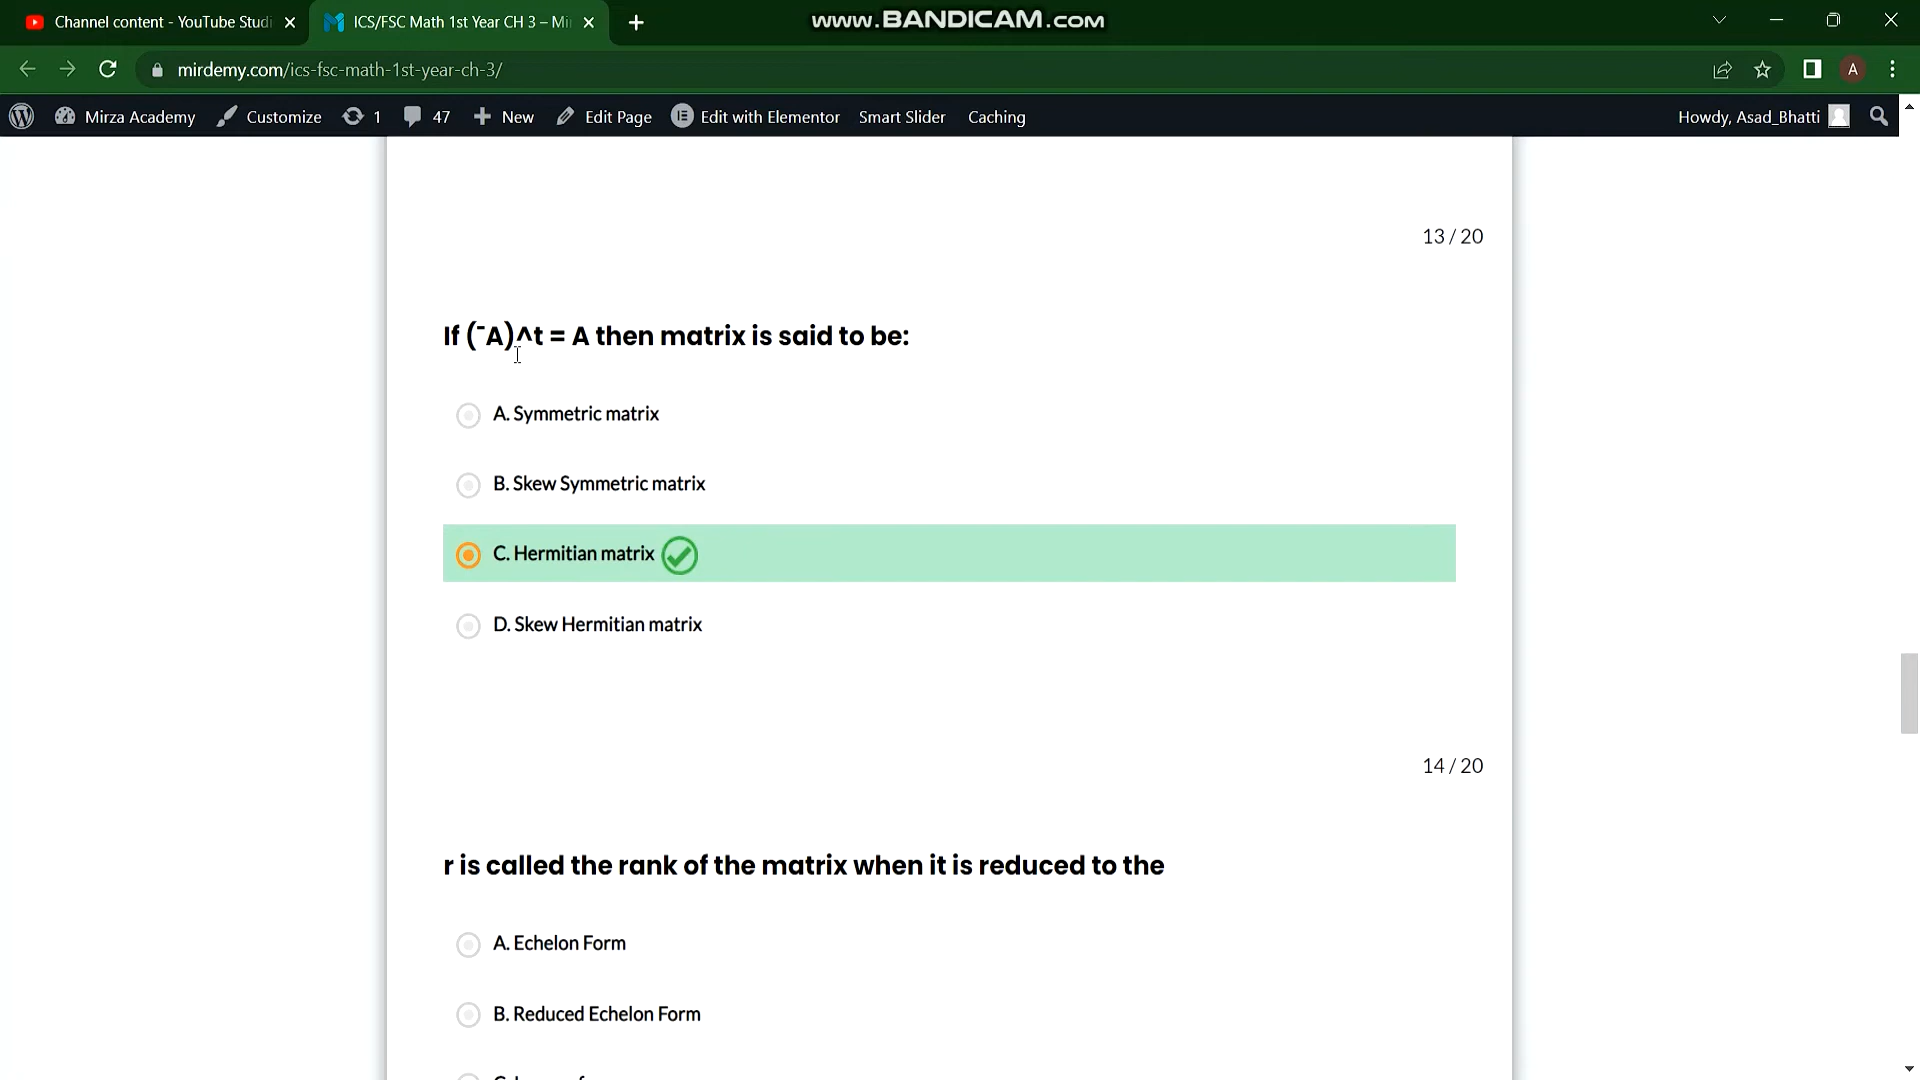 Channel content - YouTube Studi
ICS/FSC Math 1st Year CH 3 – Mi
www.BANDICAM.com
mirdemy.com/ics-fsc-math-1st-year-ch-3/
A
Mirza Academy
Customize
1
47
New
Edit Page
Edit with Elementor
Smart Slider
Caching
Howdy, Asad_Bhatti
13 / 20
If (¯A)^t = A then matrix is said to be:
A. Symmetric matrix
B. Skew Symmetric matrix
C. Hermitian matrix
D. Skew Hermitian matrix
14 / 20
r is called the rank of the matrix when it is reduced to the
A. Echelon Form
B. Reduced Echelon Form